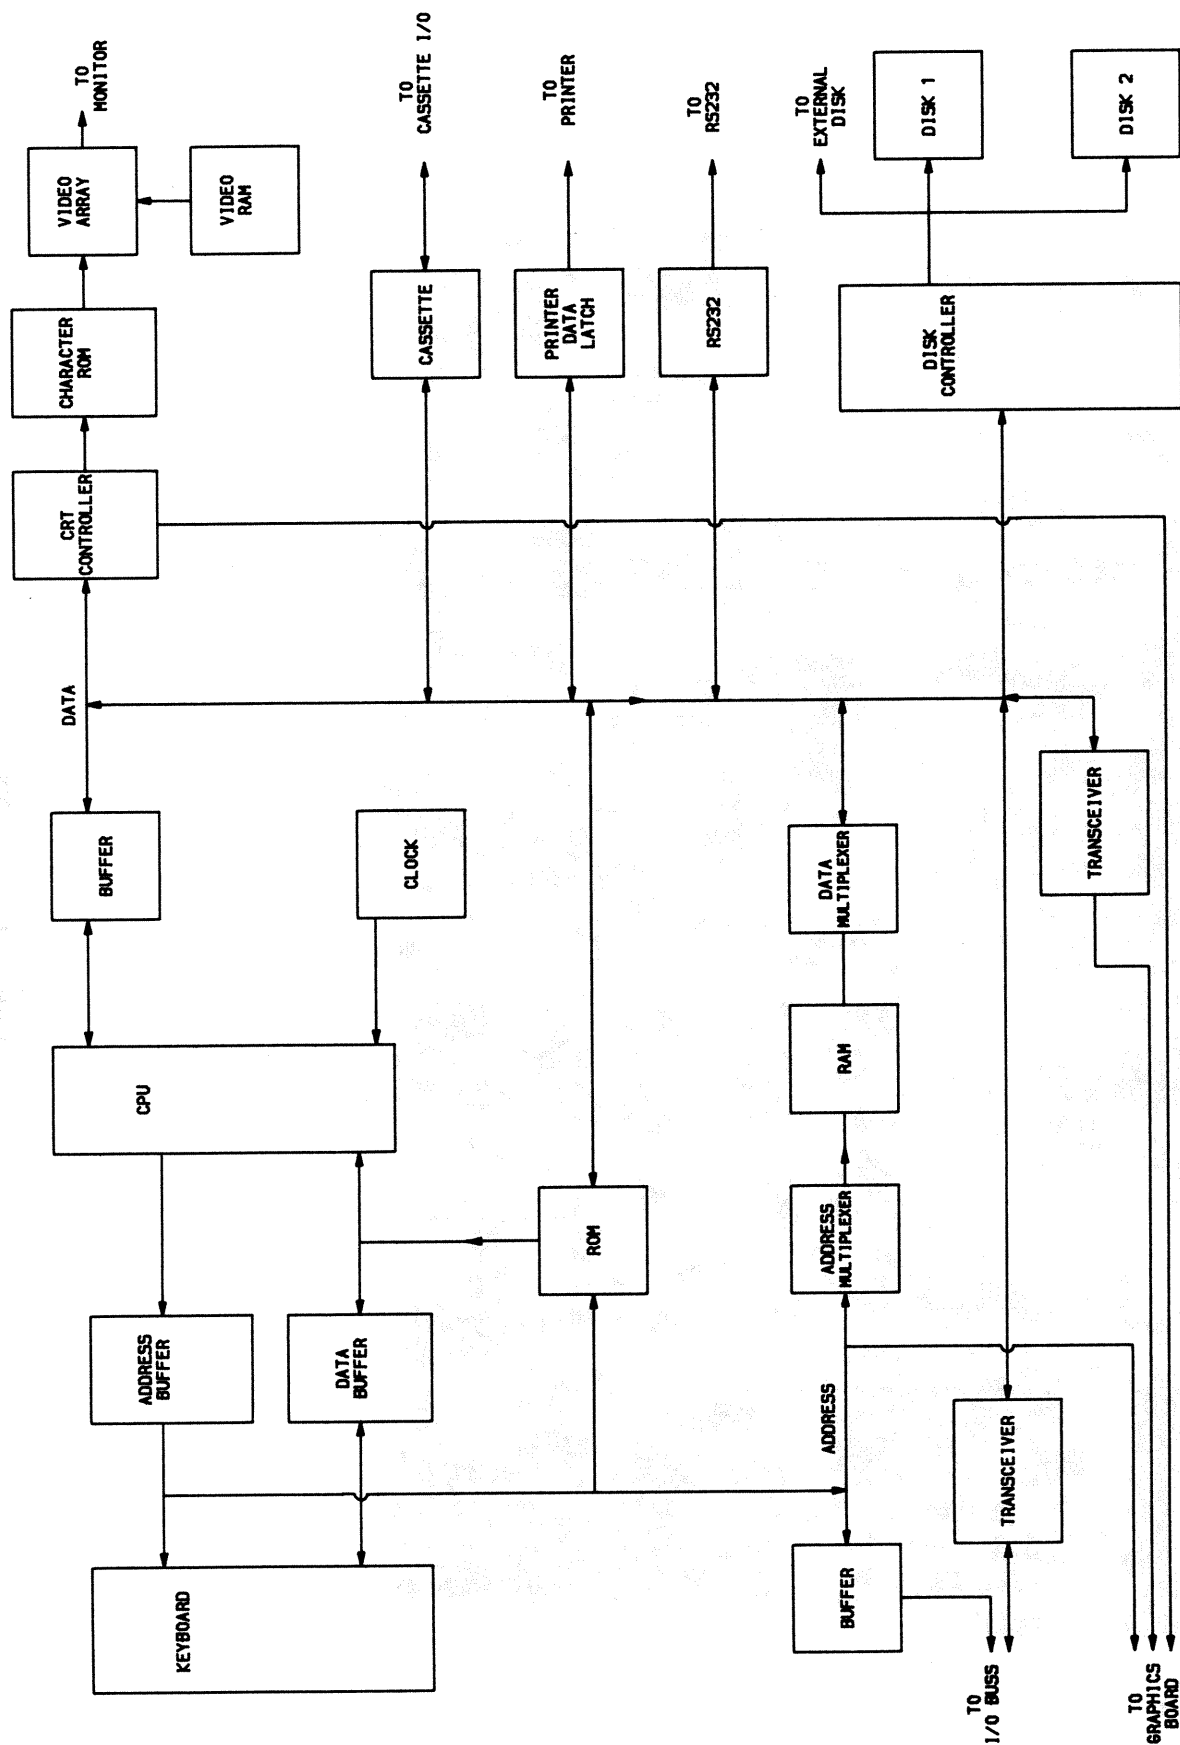 KEYBOARD
ADDRESS
BUFFER
CPU
BUFFER
DATA
CRT
CONTROLLER
CHARACTER
ROM
VIDEO
ARRAY
TO
MONITOR
VIDEO
RAM
DATA
BUFFER
CLOCK
CASSETTE
TO
CASSETTE I/O
ROM
PRINTER
DATA
LATCH
TO
PRINTER
RS232
TO
RS232
BUFFER
ADDRESS
ADDRESS
MULTIPLEXER
RAM
DATA
MULTIPLEXER
TO
EXTERNAL
DISK
DISK
CONTROLLER
DISK 1
DISK 2
TO
I/O BUSS
TRANSCEIVER
TRANSCEIVER
TO
GRAPHICS
BOARD